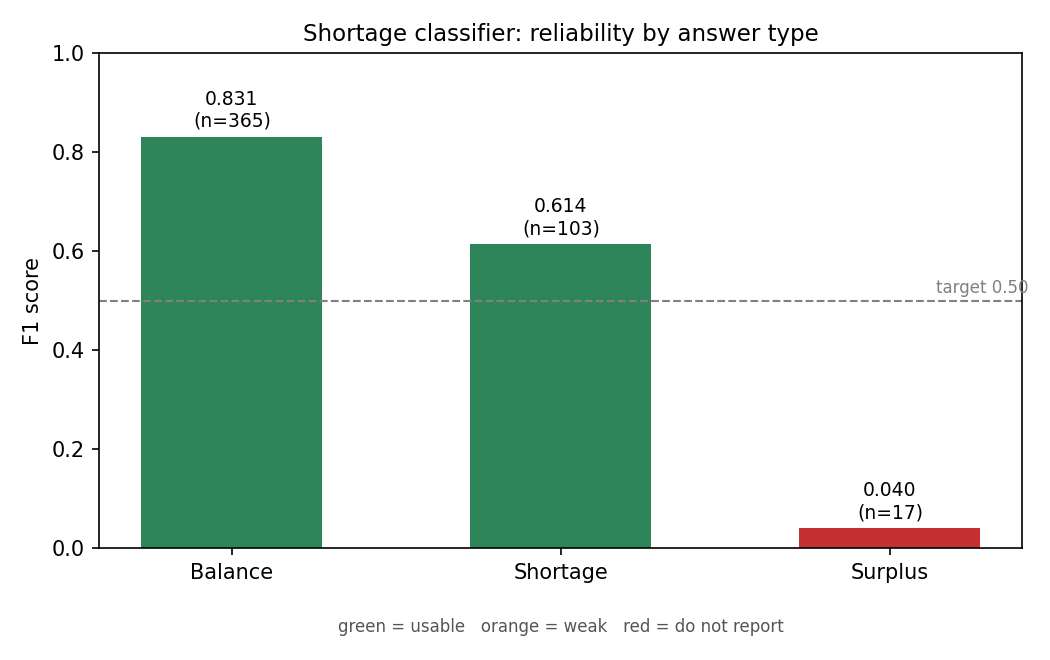 Shortage classifier: reliability by answer type
1.0
0.8
0.6
0.4
0.2
0.0
F1 score
0.831
(n=365)
0.614
(n=103)
target 0.50
0.040
(n=17)
Balance
Shortage
Surplus
green = usable   orange = weak   red = do not report